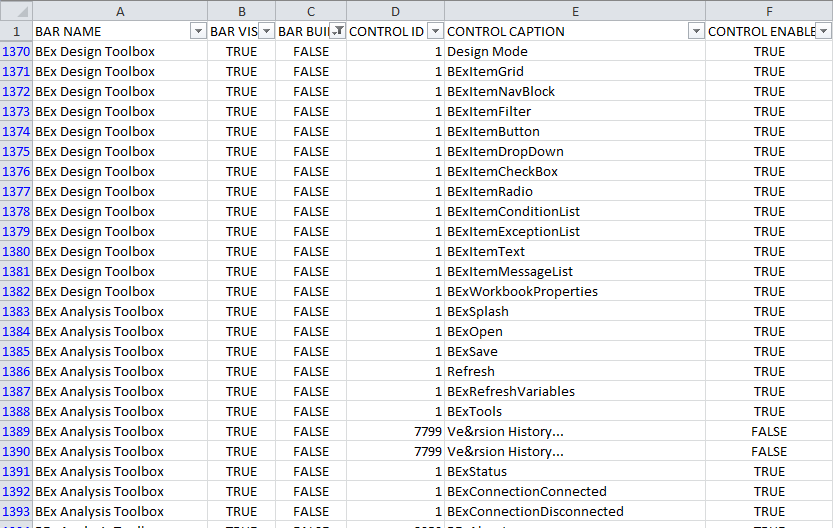 A B C D E F
1 BAR NAME BAR VIS BAR BUI CONTROL ID CONTROL CAPTION CONTROL ENABLE
1370 BEx Design Toolbox TRUE FALSE 1 Design Mode TRUE
1371 BEx Design Toolbox TRUE FALSE 1 BExItemGrid TRUE
1372 BEx Design Toolbox TRUE FALSE 1 BExItemNavBlock TRUE
1373 BEx Design Toolbox TRUE FALSE 1 BExItemFilter TRUE
1374 BEx Design Toolbox TRUE FALSE 1 BExItemButton TRUE
1375 BEx Design Toolbox TRUE FALSE 1 BExItemDropDown TRUE
1376 BEx Design Toolbox TRUE FALSE 1 BExItemCheckBox TRUE
1377 BEx Design Toolbox TRUE FALSE 1 BExItemRadio TRUE
1378 BEx Design Toolbox TRUE FALSE 1 BExItemConditionList TRUE
1379 BEx Design Toolbox TRUE FALSE 1 BExItemExceptionList TRUE
1380 BEx Design Toolbox TRUE FALSE 1 BExItemText TRUE
1381 BEx Design Toolbox TRUE FALSE 1 BExItemMessageList TRUE
1382 BEx Design Toolbox TRUE FALSE 1 BExWorkbookProperties TRUE
1383 BEx Analysis Toolbox TRUE FALSE 1 BExSplash TRUE
1384 BEx Analysis Toolbox TRUE FALSE 1 BExOpen TRUE
1385 BEx Analysis Toolbox TRUE FALSE 1 BExSave TRUE
1386 BEx Analysis Toolbox TRUE FALSE 1 Refresh TRUE
1387 BEx Analysis Toolbox TRUE FALSE 1 BExRefreshVariables TRUE
1388 BEx Analysis Toolbox TRUE FALSE 1 BExTools TRUE
1389 BEx Analysis Toolbox TRUE FALSE 7799 Ve&rsion History... FALSE
1390 BEx Analysis Toolbox TRUE FALSE 7799 Ve&rsion History... FALSE
1391 BEx Analysis Toolbox TRUE FALSE 1 BExStatus TRUE
1392 BEx Analysis Toolbox TRUE FALSE 1 BExConnectionConnected TRUE
1393 BEx Analysis Toolbox TRUE FALSE 1 BExConnectionDisconnected TRUE